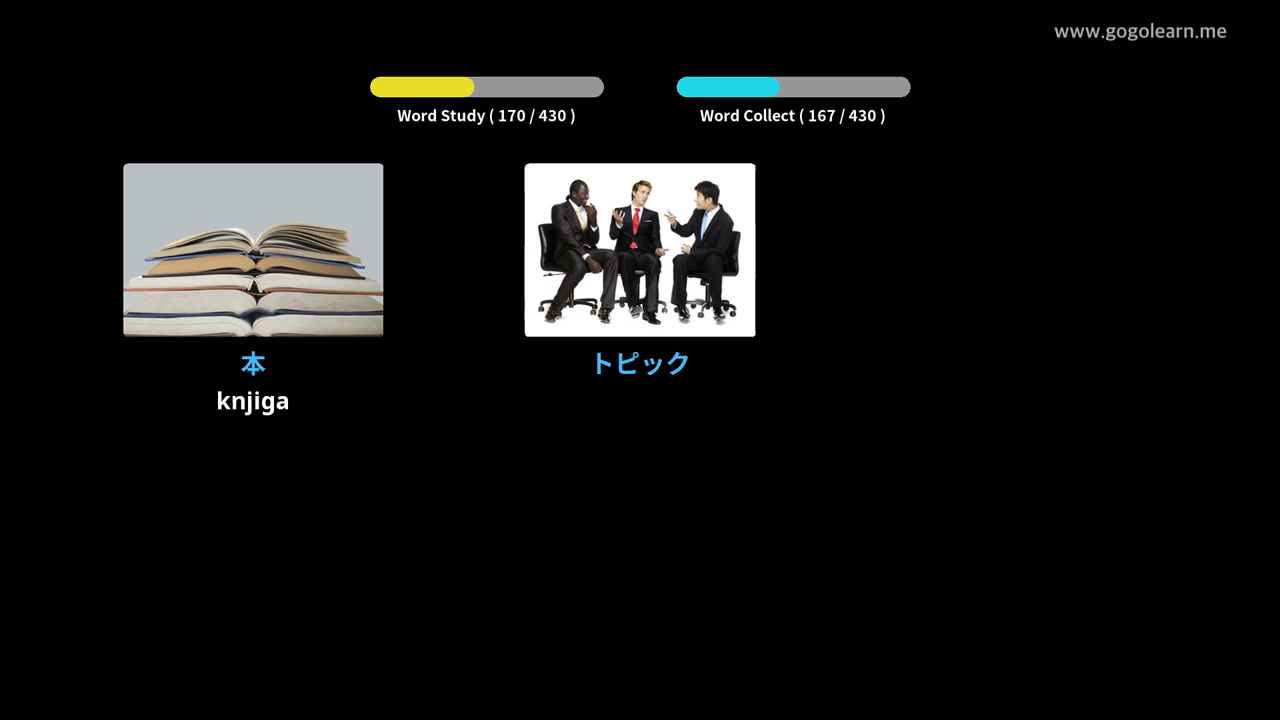 www.gogolearn.me
Word Study ( 170 / 430 )
Word Collect ( 167 / 430 )
本
knjiga
トピック